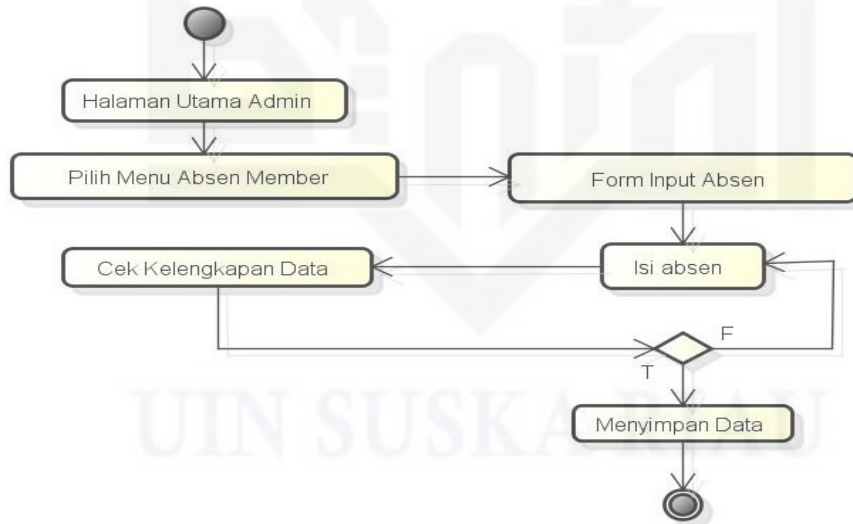 Halaman Utama Admin
Pilih Menu Absen Member
Form Input Absen
Cek Kelengkapan Data
Isi absen
F
T
Menyimpan Data
UIN SUSKA RIAU